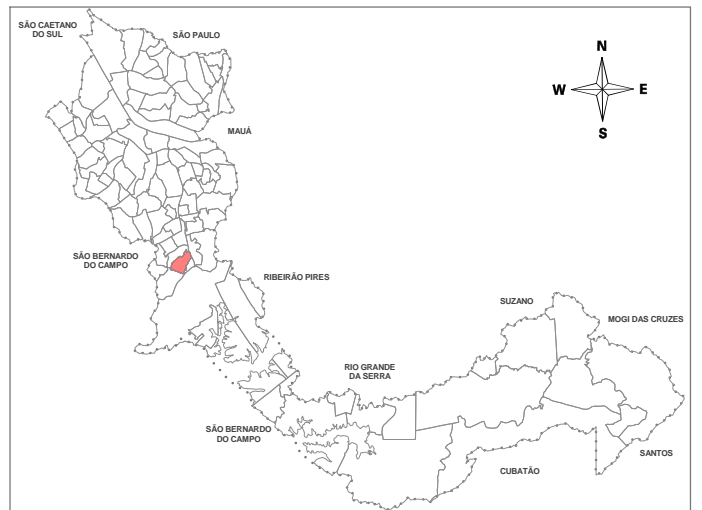 SÃO CAETANO
DO SUL
SÃO PAULO
N
W
E
S
MAUÁ
SÃO BERNARDO
DO CAMPO
RIBEIRÃO PIRES
SUZANO
MOGI DAS CRUZES
RIO GRANDE
DA SERRA
SÃO BERNARDO
DO CAMPO
SANTOS
CUBATÃO